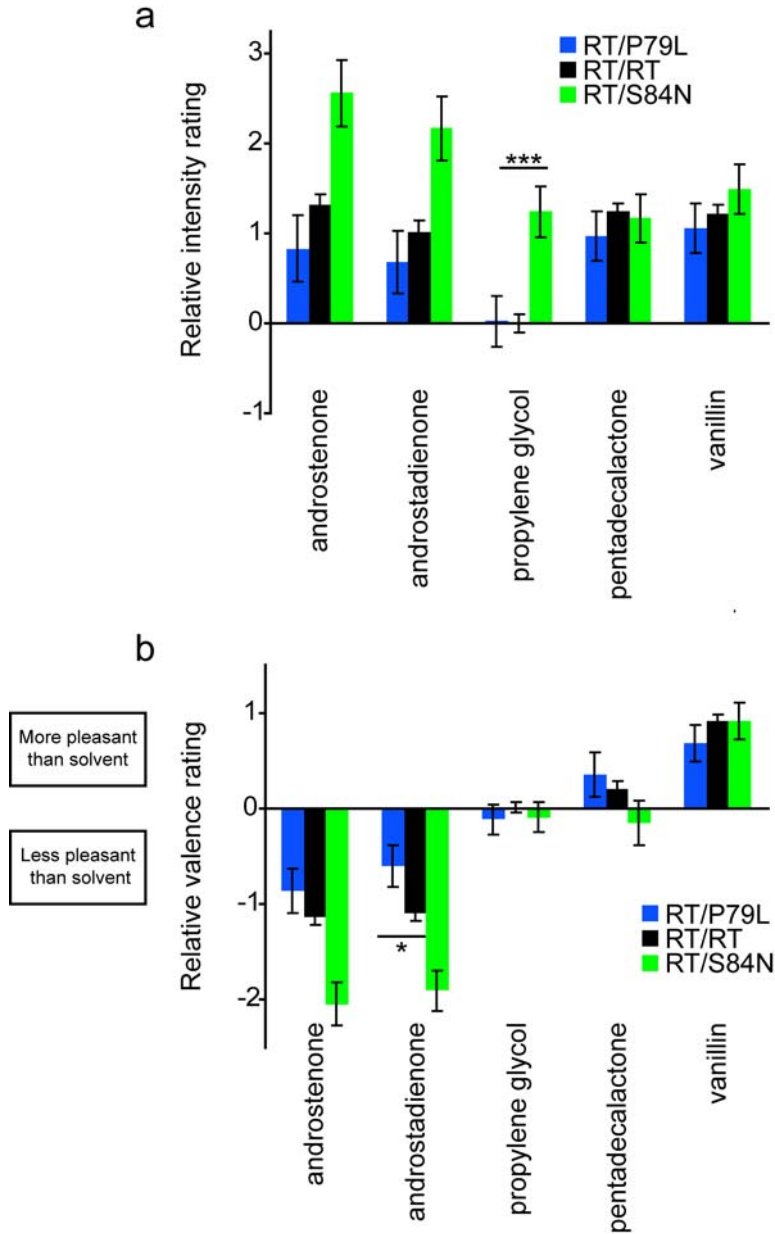 a
Relative intensity rating
3
2
1
0
-1
RT/P79L
RT/RT
RT/S84N
***
androstenone
androstadienone
propylene glycol
pentadecalactone
vanillin
b
More pleasant
than solvent
Less pleasant
than solvent
Relative valence rating
1
0
-1
-2
*
RT/P79L
RT/RT
RT/S84N
androstenone
androstadienone
propylene glycol
pentadecalactone
vanillin